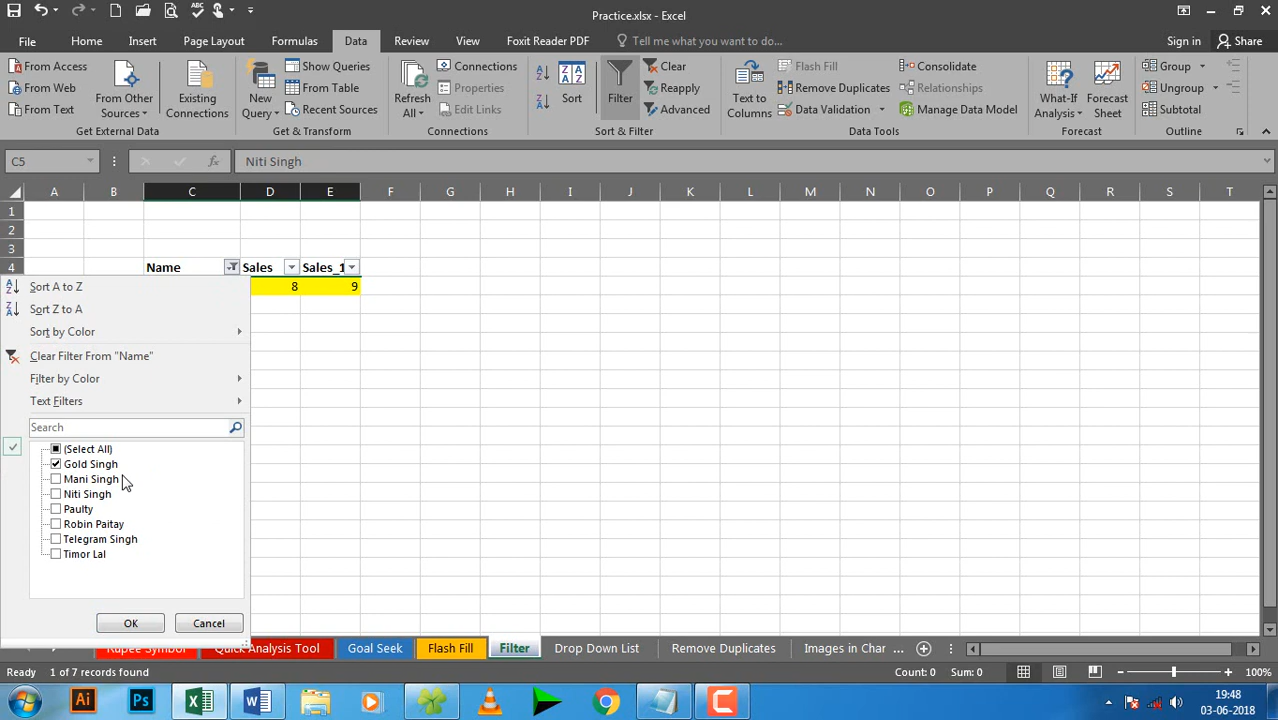 Practice.xlsx - Excel
File Home Insert Page Layout Formulas Data Review View Foxit Reader PDF Tell me what you want to do... Sign in Share
From Access
From Web
From Text
From Other Sources
Existing Connections
Get External Data
New Query
Show Queries
From Table
Recent Sources
Get & Transform
Refresh All
Connections
Properties
Edit Links
Connections
Sort
Filter
Clear
Reapply
Advanced
Sort & Filter
Text to Columns
Flash Fill
Remove Duplicates
Data Validation
Consolidate
Relationships
Manage Data Model
Data Tools
What-If Analysis
Forecast Sheet
Forecast
Group
Ungroup
Subtotal
Outline
C5 fx Niti Singh
A B C D E F G H I J K L M N O P Q R S T
1
2
3
4 Name Sales Sales_1
8 9
Sort A to Z
Sort Z to A
Sort by Color
Clear Filter From "Name"
Filter by Color
Text Filters
Search
(Select All)
Gold Singh
Mani Singh
Niti Singh
Paulty
Robin Paitay
Telegram Singh
Timor Lal
OK Cancel
Rupee Symbol Quick Analysis Tool Goal Seek Flash Fill Filter Drop Down List Remove Duplicates Images in Char ...
Ready 1 of 7 records found Count: 0 Sum: 0 100%
19:48
03-06-2018